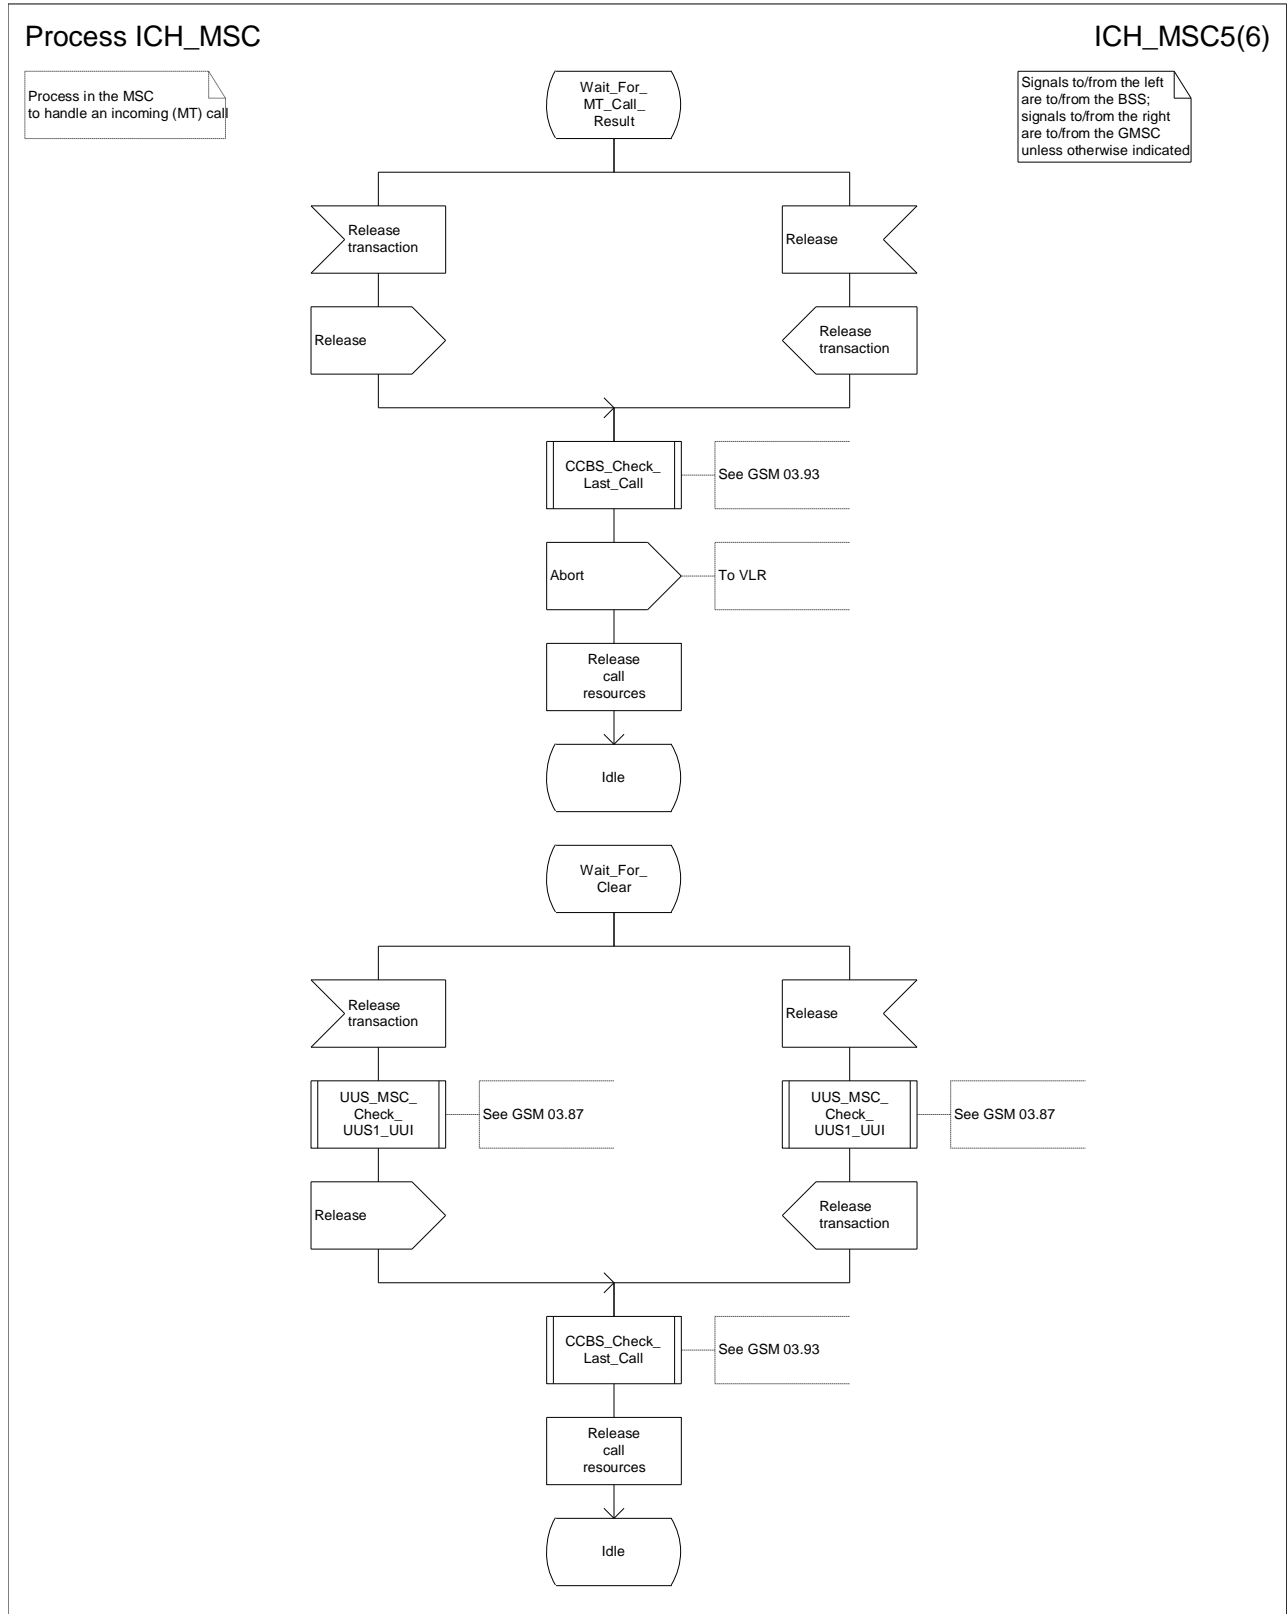 Process ICH_MSC
ICH_MSC5(6)
Process in the MSC
to handle an incoming (MT) call
Signals to/from the left
are to/from the BSS;
signals to/from the right
are to/from the GMSC
unless otherwise indicated
Wait_For_
MT_Call_
Result
Release
transaction
Release
Release
Release
transaction
CCBS_Check_
Last_Call
See GSM 03.93
Abort
To VLR
Release
call
resources
Idle
Wait_For_
Clear
Release
transaction
Release
UUS_MSC_
Check_
UUS1_UUI
See GSM 03.87
UUS_MSC_
Check_
UUS1_UUI
See GSM 03.87
Release
Release
transaction
CCBS_Check_
Last_Call
See GSM 03.93
Release
call
resources
Idle